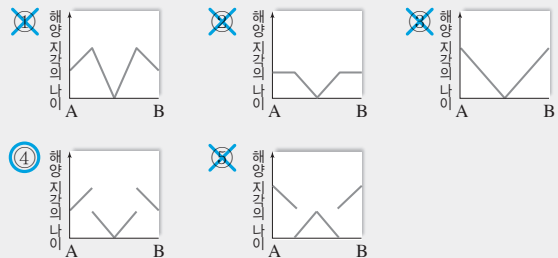 ① 해양 지각의 나이 A B
② 해양 지각의 나이 A B
③ 해양 지각의 나이 A B
④ 해양 지각의 나이 A B
⑤ 해양 지각의 나이 A B